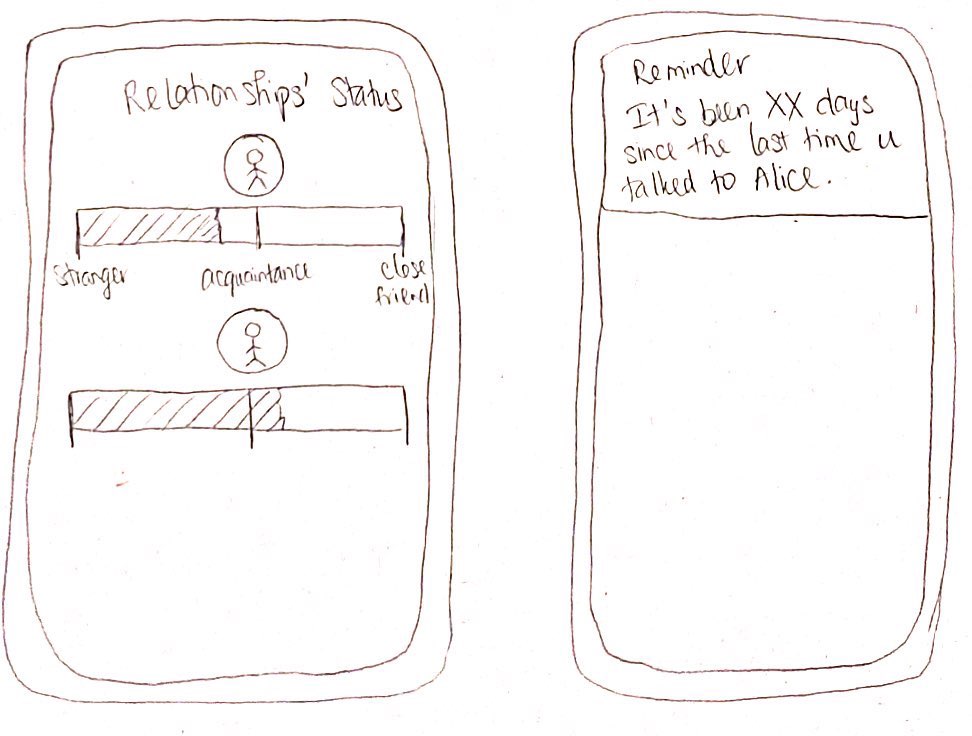 Relationships' Status
stranger acquaintance close
friend
Reminder
It's been XX days
since the last time u
talked to Alice.